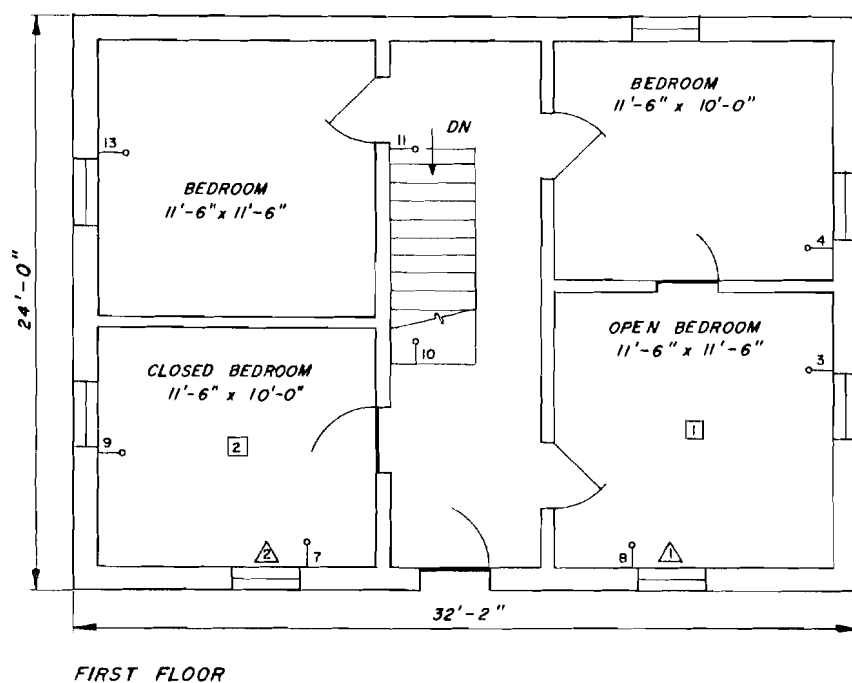 BEDROOM
11'-6" x 10'-0"
11
DN
13
BEDROOM
11'-6" x 11'-6"
4
24'-0"
OPEN BEDROOM
11'-6" x 11'-6"
10
3
CLOSED BEDROOM
11'-6" x 10'-0"
9
2
1
2
7
8
1
32'-2"
FIRST FLOOR